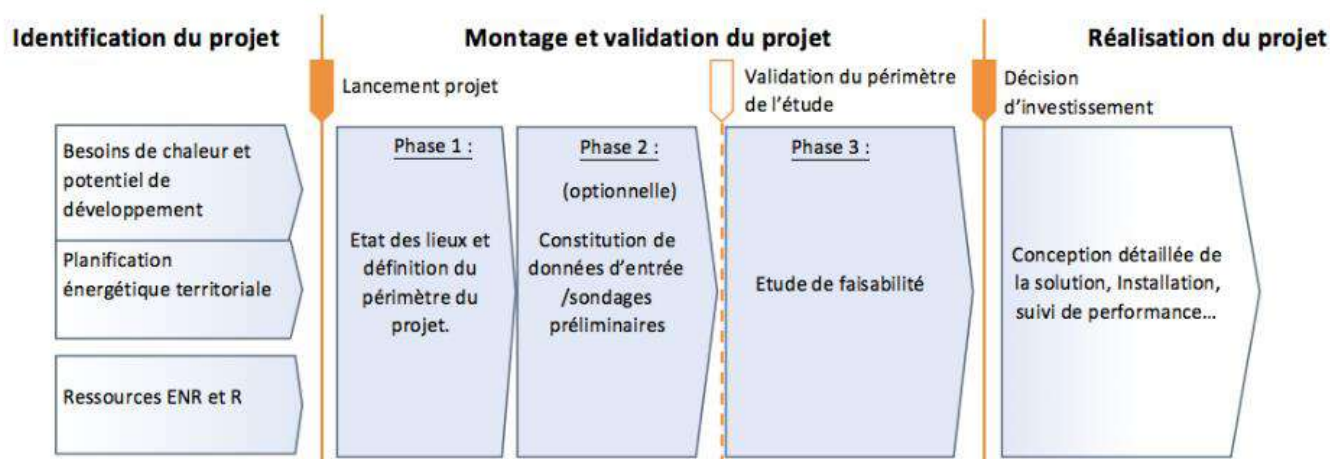 Identification du projet
Montage et validation du projet
Réalisation du projet
Lancement projet
Validation du périmètre
de l'étude
Décision
d'investissement
Besoins de chaleur et
potentiel de
développement
Planification
énergétique territoriale
Ressources ENR et R
Phase 1 :
Etat des lieux et
définition du
périmètre du
projet.
Phase 2 :
(optionnelle)
Constitution de
données d'entrée
/sondages
préliminaires
Phase 3 :
Etude de faisabilité
Conception détaillée de
la solution, Installation,
suivi de performance...